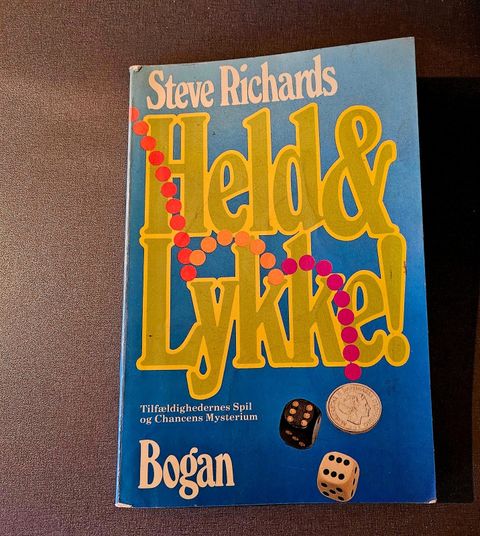 Steve Richards
Held &
Lykke!
Tilfældighedernes Spil
og Chancens Mysterium
Bogan